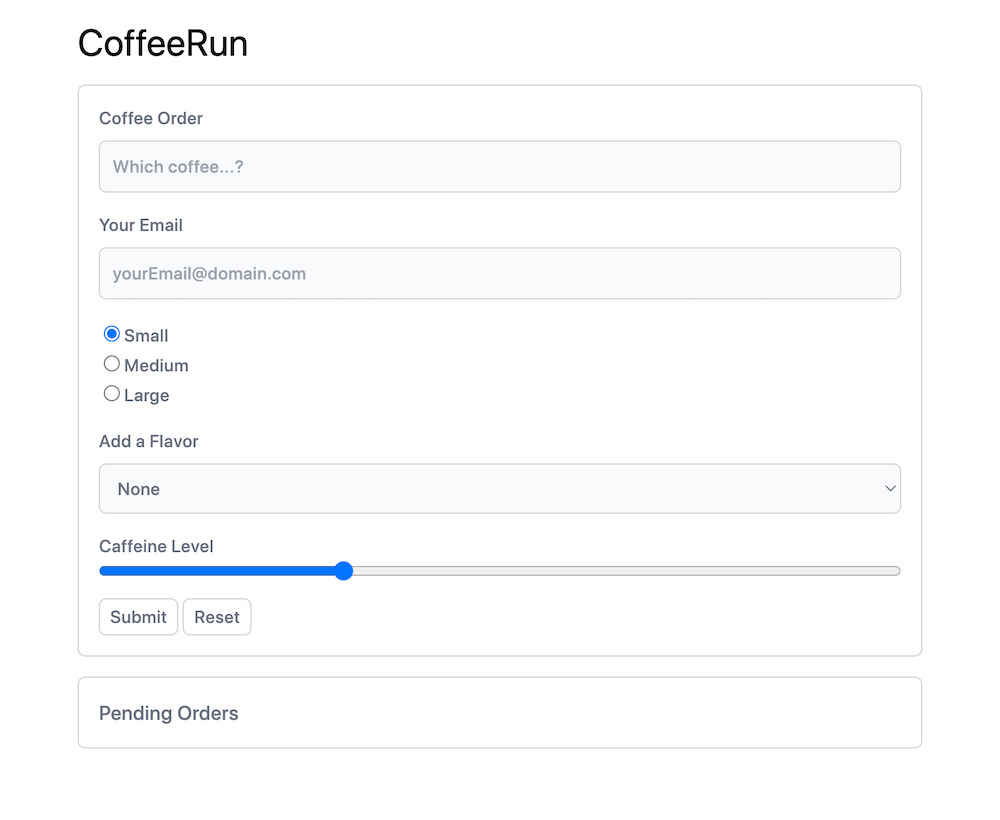 CoffeeRun
Coffee Order
Which coffee...?
Your Email
yourEmail@domain.com
Small
Medium
Large
Add a Flavor
None
Caffeine Level
Submit Reset
Pending Orders